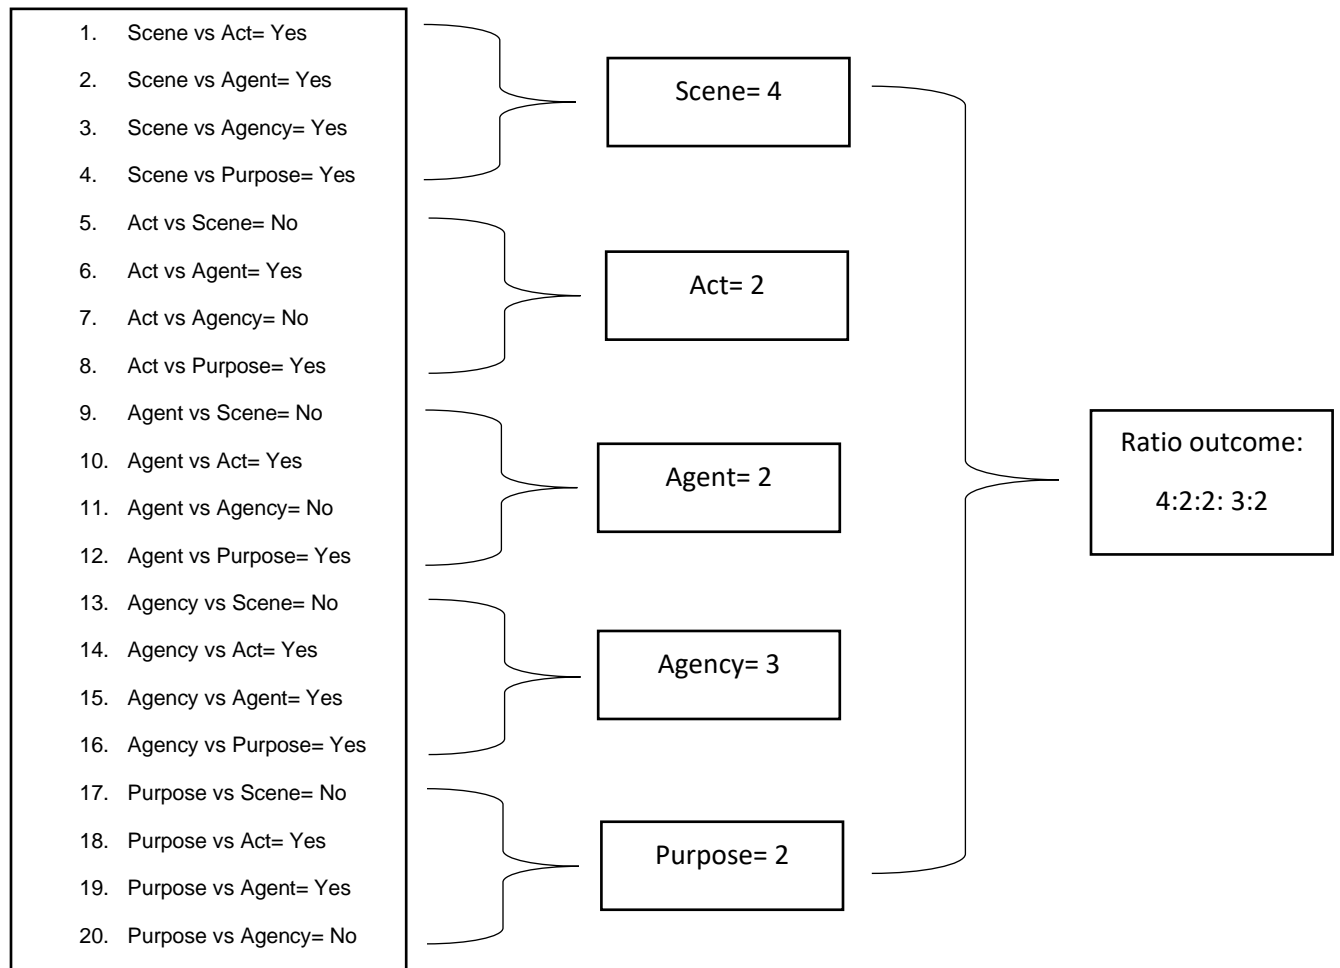 1. Scene vs Act= Yes
2. Scene vs Agent= Yes
3. Scene vs Agency= Yes
4. Scene vs Purpose= Yes
5. Act vs Scene= No
6. Act vs Agent= Yes
7. Act vs Agency= No
8. Act vs Purpose= Yes
9. Agent vs Scene= No
10. Agent vs Act= Yes
11. Agent vs Agency= No
12. Agent vs Purpose= Yes
13. Agency vs Scene= No
14. Agency vs Act= Yes
15. Agency vs Agent= Yes
16. Agency vs Purpose= Yes
17. Purpose vs Scene= No
18. Purpose vs Act= Yes
19. Purpose vs Agent= Yes
20. Purpose vs Agency= No
Scene= 4
Act= 2
Agent= 2
Agency= 3
Purpose= 2
Ratio outcome:
4:2:2: 3:2